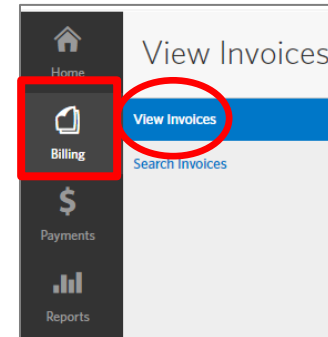 Home
View Invoices
Billing
View Invoices
Search Invoices
$
Payments
Reports